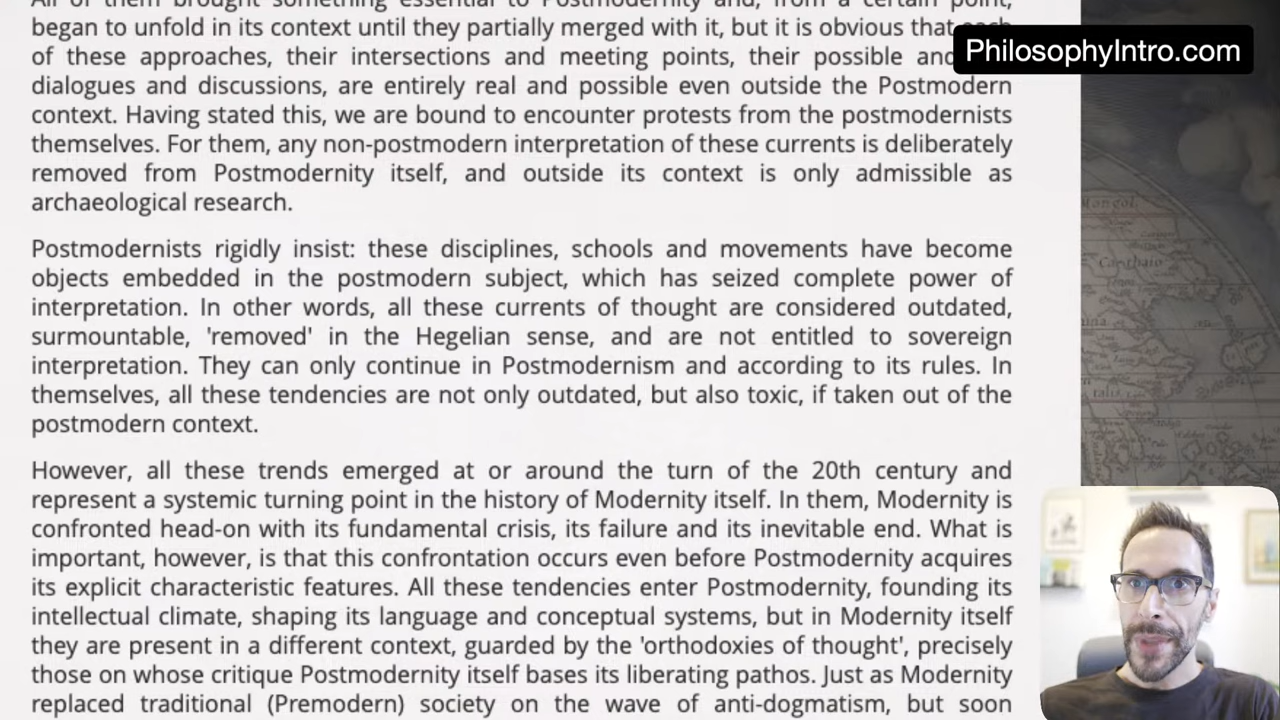 All of them brought something essential to Postmodernity and, from a certain point,
began to unfold in its context until they partially merged with it, but it is obvious that each
PhilosophyIntro.com
of these approaches, their intersections and meeting points, their possible and
dialogues and discussions, are entirely real and possible even outside the Postmodern
context. Having stated this, we are bound to encounter protests from the postmodernists
themselves. For them, any non-postmodern interpretation of these currents is deliberately
removed from Postmodernity itself, and outside its context is only admissible as
archaeological research.
Postmodernists rigidly insist: these disciplines, schools and movements have become
objects embedded in the postmodern subject, which has seized complete power of
interpretation. In other words, all these currents of thought are considered outdated,
surmountable, 'removed' in the Hegelian sense, and are not entitled to sovereign
interpretation. They can only continue in Postmodernism and according to its rules. In
themselves, all these tendencies are not only outdated, but also toxic, if taken out of the
postmodern context.
However, all these trends emerged at or around the turn of the 20th century and
represent a systemic turning point in the history of Modernity itself. In them, Modernity is
confronted head-on with its fundamental crisis, its failure and its inevitable end. What is
important, however, is that this confrontation occurs even before Postmodernity acquires
its explicit characteristic features. All these tendencies enter Postmodernity, founding its
intellectual climate, shaping its language and conceptual systems, but in Modernity itself
they are present in a different context, guarded by the 'orthodoxies of thought', precisely
those on whose critique Postmodernity itself bases its liberating pathos. Just as Modernity
replaced traditional (Premodern) society on the wave of anti-dogmatism, but soon